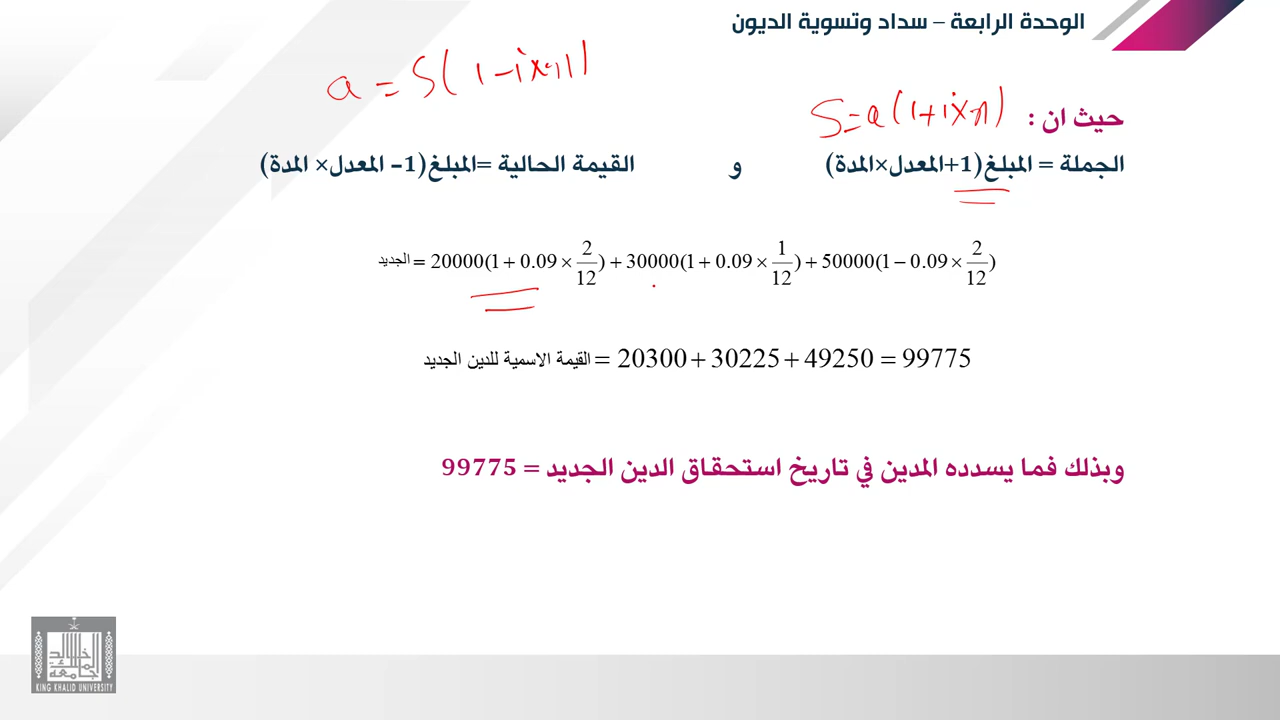 الوحدة الرابعة – سداد وتسوية الديون
a = S(1-i×n)
حيث ان : S=a(1+i×n)
الجملة = المبلغ(1+المعدل×المدة) و القيمة الحالية =المبلغ(1- المعدل× المدة)
الجديد = 20000(1 + 0.09 × 2/12) + 30000(1 + 0.09 × 1/12) + 50000(1 − 0.09 × 2/12)
القيمة الاسمية للدين الجديد = 20300 + 30225 + 49250 = 99775
وبذلك فما يسدده المدين في تاريخ استحقاق الدين الجديد = 99775
جامعة الملك خالد
KING KHALID UNIVERSITY